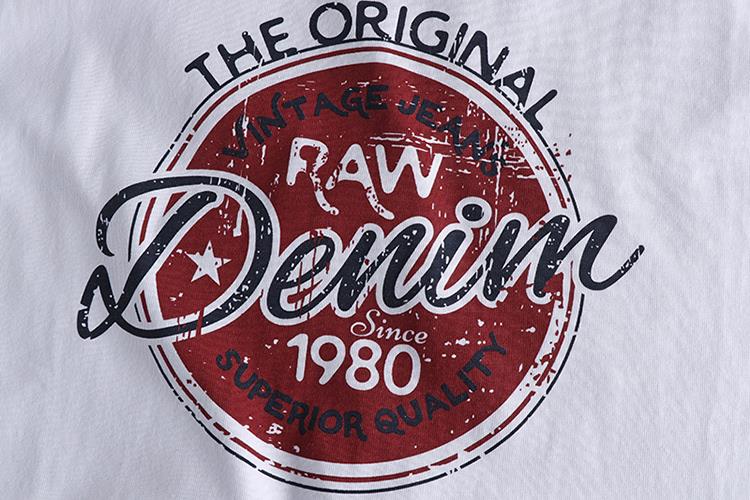 THE ORIGINAL
VINTAGE JEANS
RAW
Denim
Since
1980
SUPERIOR QUALITY